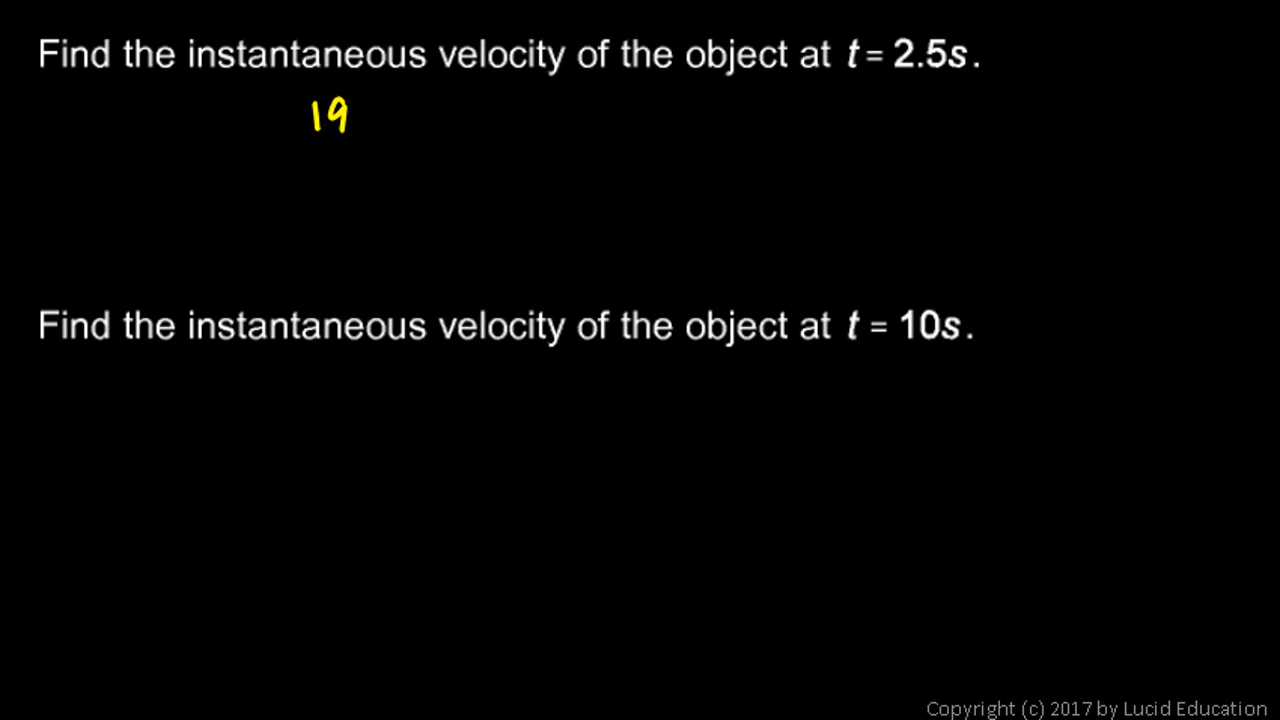 Find the instantaneous velocity of the object at t = 2.5s.
19
Find the instantaneous velocity of the object at t = 10s.
Copyright (c) 2017 by Lucid Education